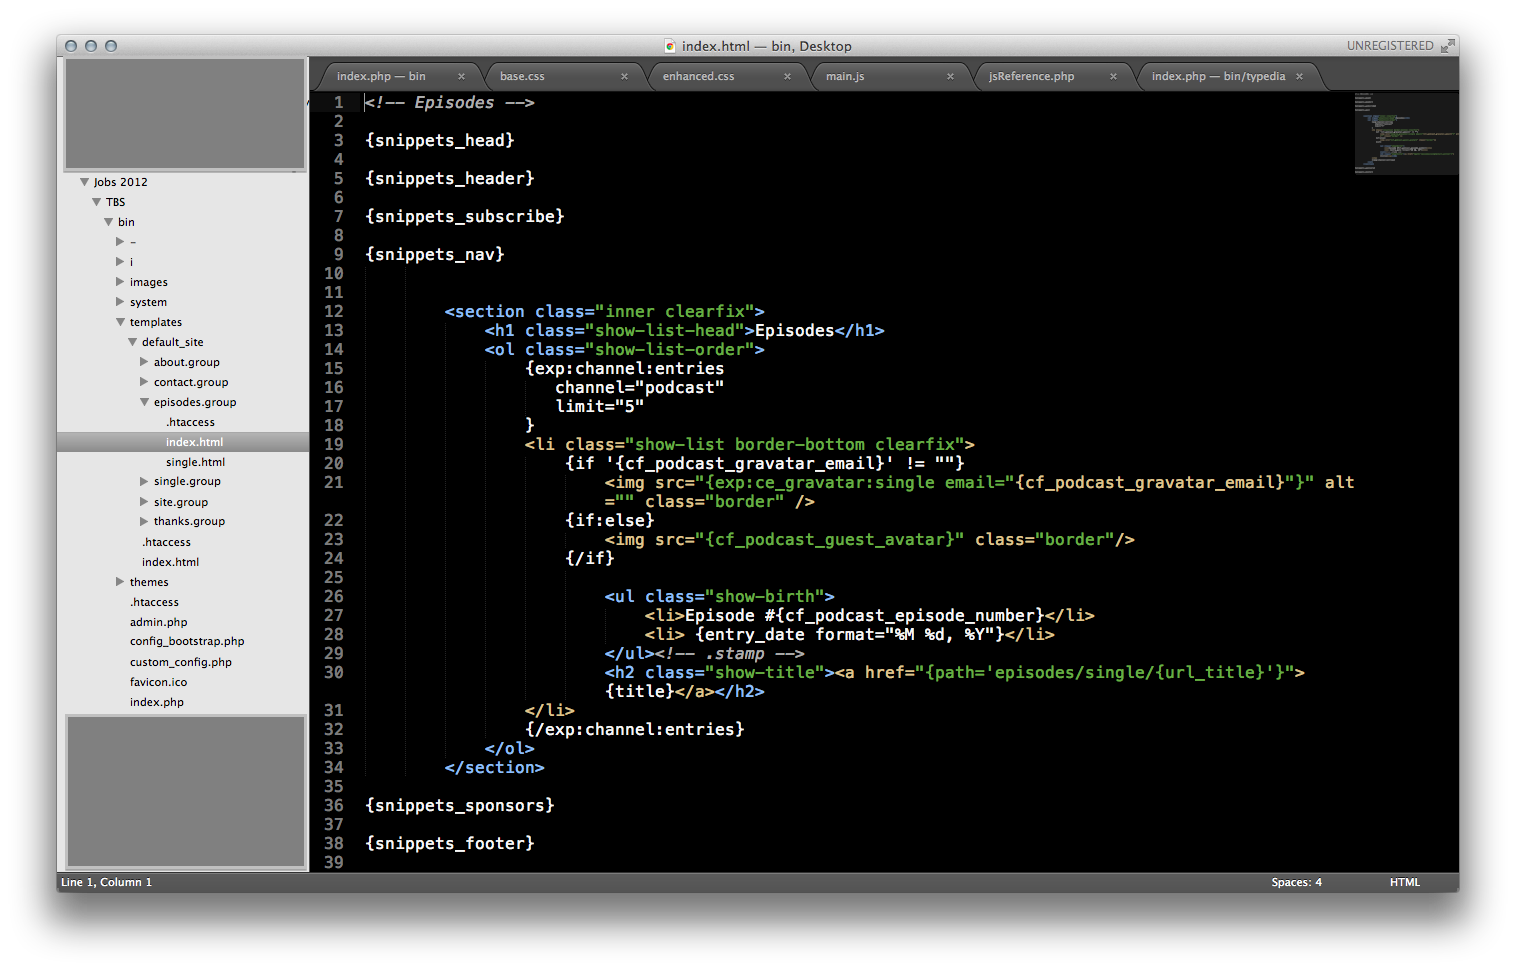 index.html — bin, Desktop
UNREGISTERED
index.php — bin ×
base.css ×
enhanced.css ×
main.js ×
jsReference.php ×
index.php — bin/typedia ×
Jobs 2012
TBS
bin
–
i
images
system
templates
default_site
about.group
contact.group
episodes.group
.htaccess
index.html
single.html
single.group
site.group
thanks.group
.htaccess
index.html
themes
.htaccess
admin.php
config_bootstrap.php
custom_config.php
favicon.ico
index.php
1 <!-- Episodes -->
2
3 {snippets_head}
4
5 {snippets_header}
6
7 {snippets_subscribe}
8
9 {snippets_nav}
10
11
12 <section class="inner clearfix">
13 <h1 class="show-list-head">Episodes</h1>
14 <ol class="show-list-order">
15 {exp:channel:entries
16 channel="podcast"
17 limit="5"
18 }
19 <li class="show-list border-bottom clearfix">
20 {if '{cf_podcast_gravatar_email}' != ""}
21 <img src="{exp:ce_gravatar:single email="{cf_podcast_gravatar_email}"}" alt
="" class="border" />
22 {if:else}
23 <img src="{cf_podcast_guest_avatar}" class="border"/>
24 {/if}
25
26 <ul class="show-birth">
27 <li>Episode #{cf_podcast_episode_number}</li>
28 <li> {entry_date format="%M %d, %Y"}</li>
29 </ul><!-- .stamp -->
30 <h2 class="show-title"><a href="{path='episodes/single/{url_title}'}">
{title}</a></h2>
31 </li>
32 {/exp:channel:entries}
33 </ol>
34 </section>
35
36 {snippets_sponsors}
37
38 {snippets_footer}
39
Line 1, Column 1
Spaces: 4
HTML